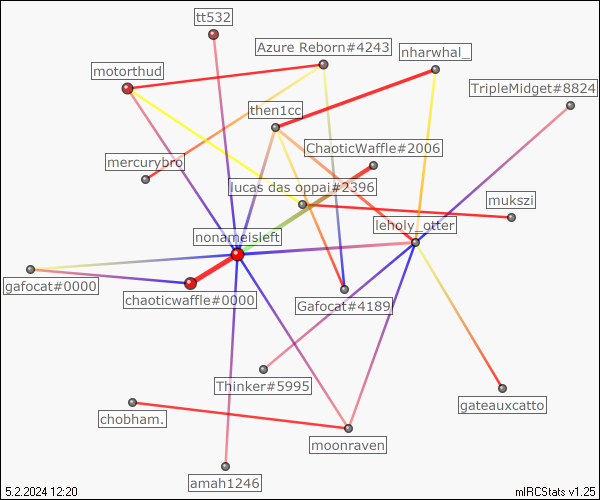 tt532
Azure Reborn#4243
nharwhal_
motorthud
TripleMidget#8824
then1cc
ChaoticWaffle#2006
mercurybro
lucas das oppai#2396
mukszi
leholy_otter
nonameisleft
gafocat#0000
chaoticwaffle#0000
Gafocat#4189
Thinker#5995
gateauxcatto
chobham.
moonraven
amah1246
5.2.2024 12:20
mIRCStats v1.25